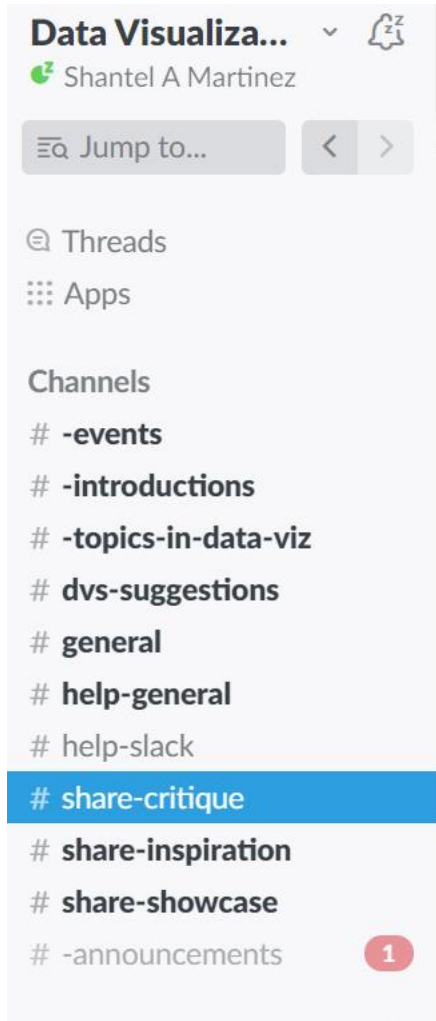 Data Visualiza...
Shantel A Martinez
Jump to...
Threads
Apps
Channels
# -events
# -introductions
# -topics-in-data-viz
# dvs-suggestions
# general
# help-general
# help-slack
# share-critique
# share-inspiration
# share-showcase
# -announcements 1